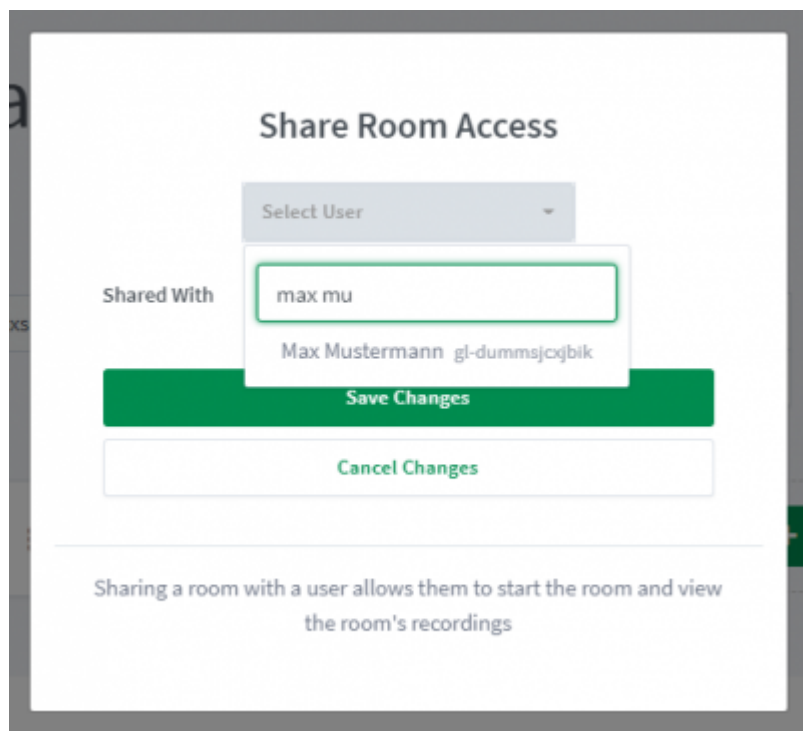 a
Share Room Access
Select User
Shared With
max mu
xs
Max Mustermann gl-dummsjcxjbik
Save Changes
Cancel Changes
Sharing a room with a user allows them to start the room and view
the room's recordings